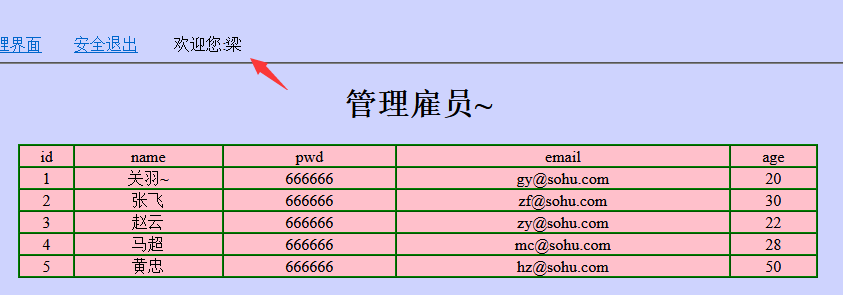 理界面 安全退出 欢迎您:梁
管理雇员~
id name pwd email age
1 关羽~ 666666 gy@sohu.com 20
2 张飞 666666 zf@sohu.com 30
3 赵云 666666 zy@sohu.com 22
4 马超 666666 mc@sohu.com 28
5 黄忠 666666 hz@sohu.com 50